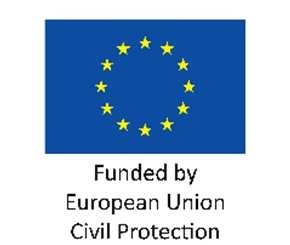 Funded by
European Union
Civil Protection